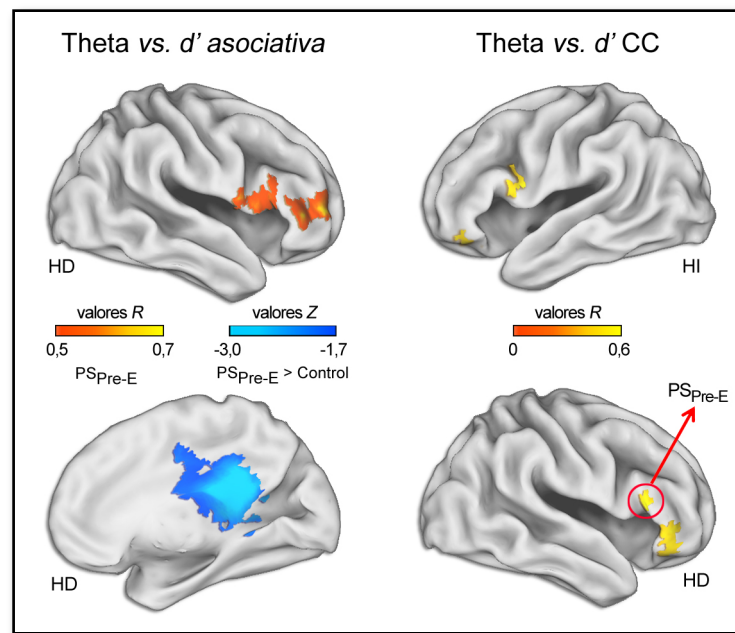 Theta vs. d’ asociativa
Theta vs. d’ CC
HD
HI
valores R
valores Z
valores R
0,5 0,7
-3,0 -1,7
0 0,6
PSPre-E
PSPre-E > Control
PSPre-E
HD
HD